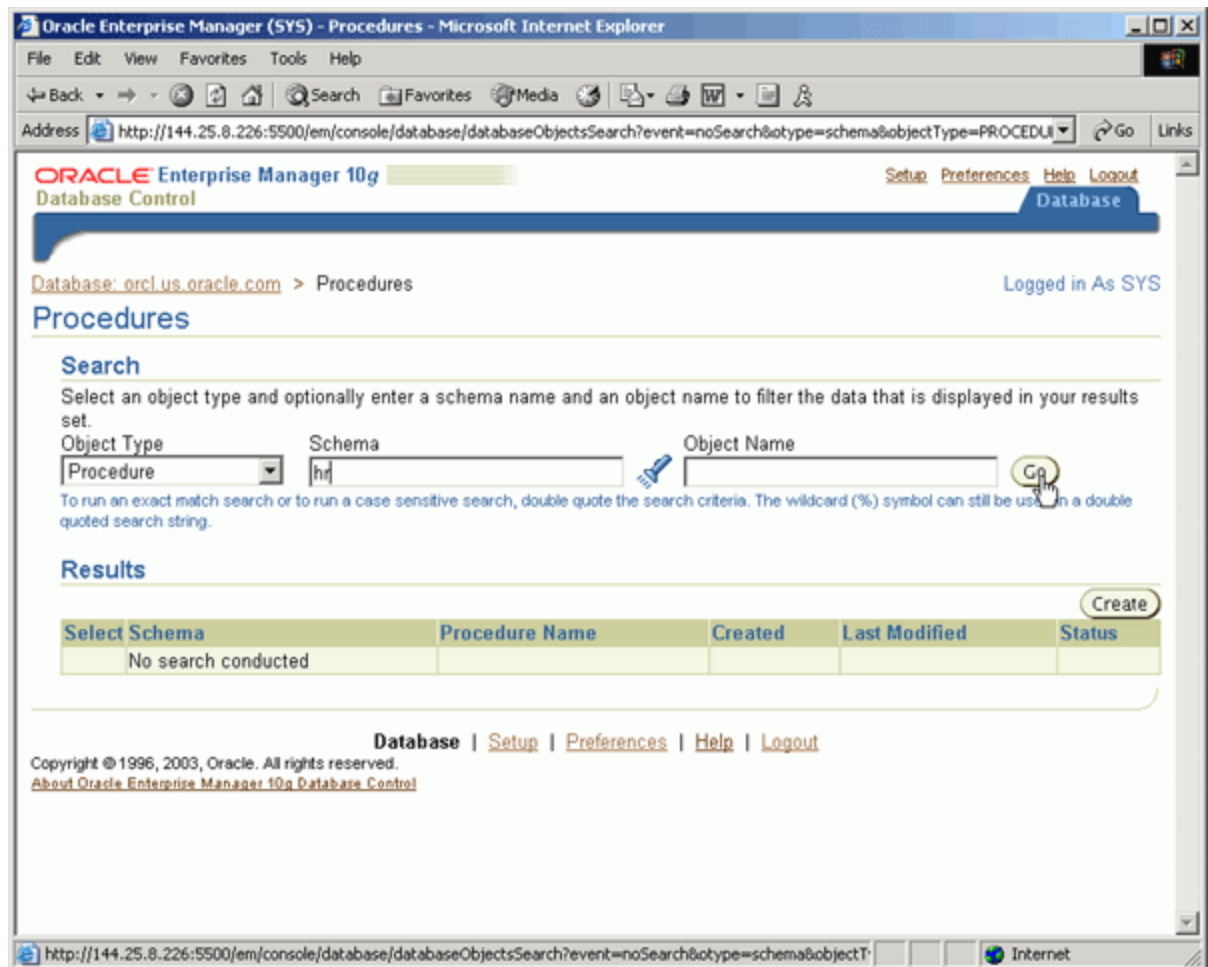 Oracle Enterprise Manager (SYS) - Procedures - Microsoft Internet Explorer
File Edit View Favorites Tools Help
Back Search Favorites Media
Address http://144.25.8.226:5500/em/console/database/databaseObjectsSearch?event=noSearch&otype=schema&objectType=PROCEDU Go Links
ORACLE Enterprise Manager 10g
Setup Preferences Help Logout
Database Control
Database
Database: orcl.us.oracle.com > Procedures
Logged in As SYS
Procedures
Search
Select an object type and optionally enter a schema name and an object name to filter the data that is displayed in your results
set.
Object Type Schema Object Name
Procedure hr Go
To run an exact match search or to run a case sensitive search, double quote the search criteria. The wildcard (%) symbol can still be used in a double
quoted search string.
Results
Create
Select Schema Procedure Name Created Last Modified Status
No search conducted
Database | Setup | Preferences | Help | Logout
Copyright © 1996, 2003, Oracle. All rights reserved.
About Oracle Enterprise Manager 10g Database Control
http://144.25.8.226:5500/em/console/database/databaseObjectsSearch?event=noSearch&otype=schema&objectT Internet